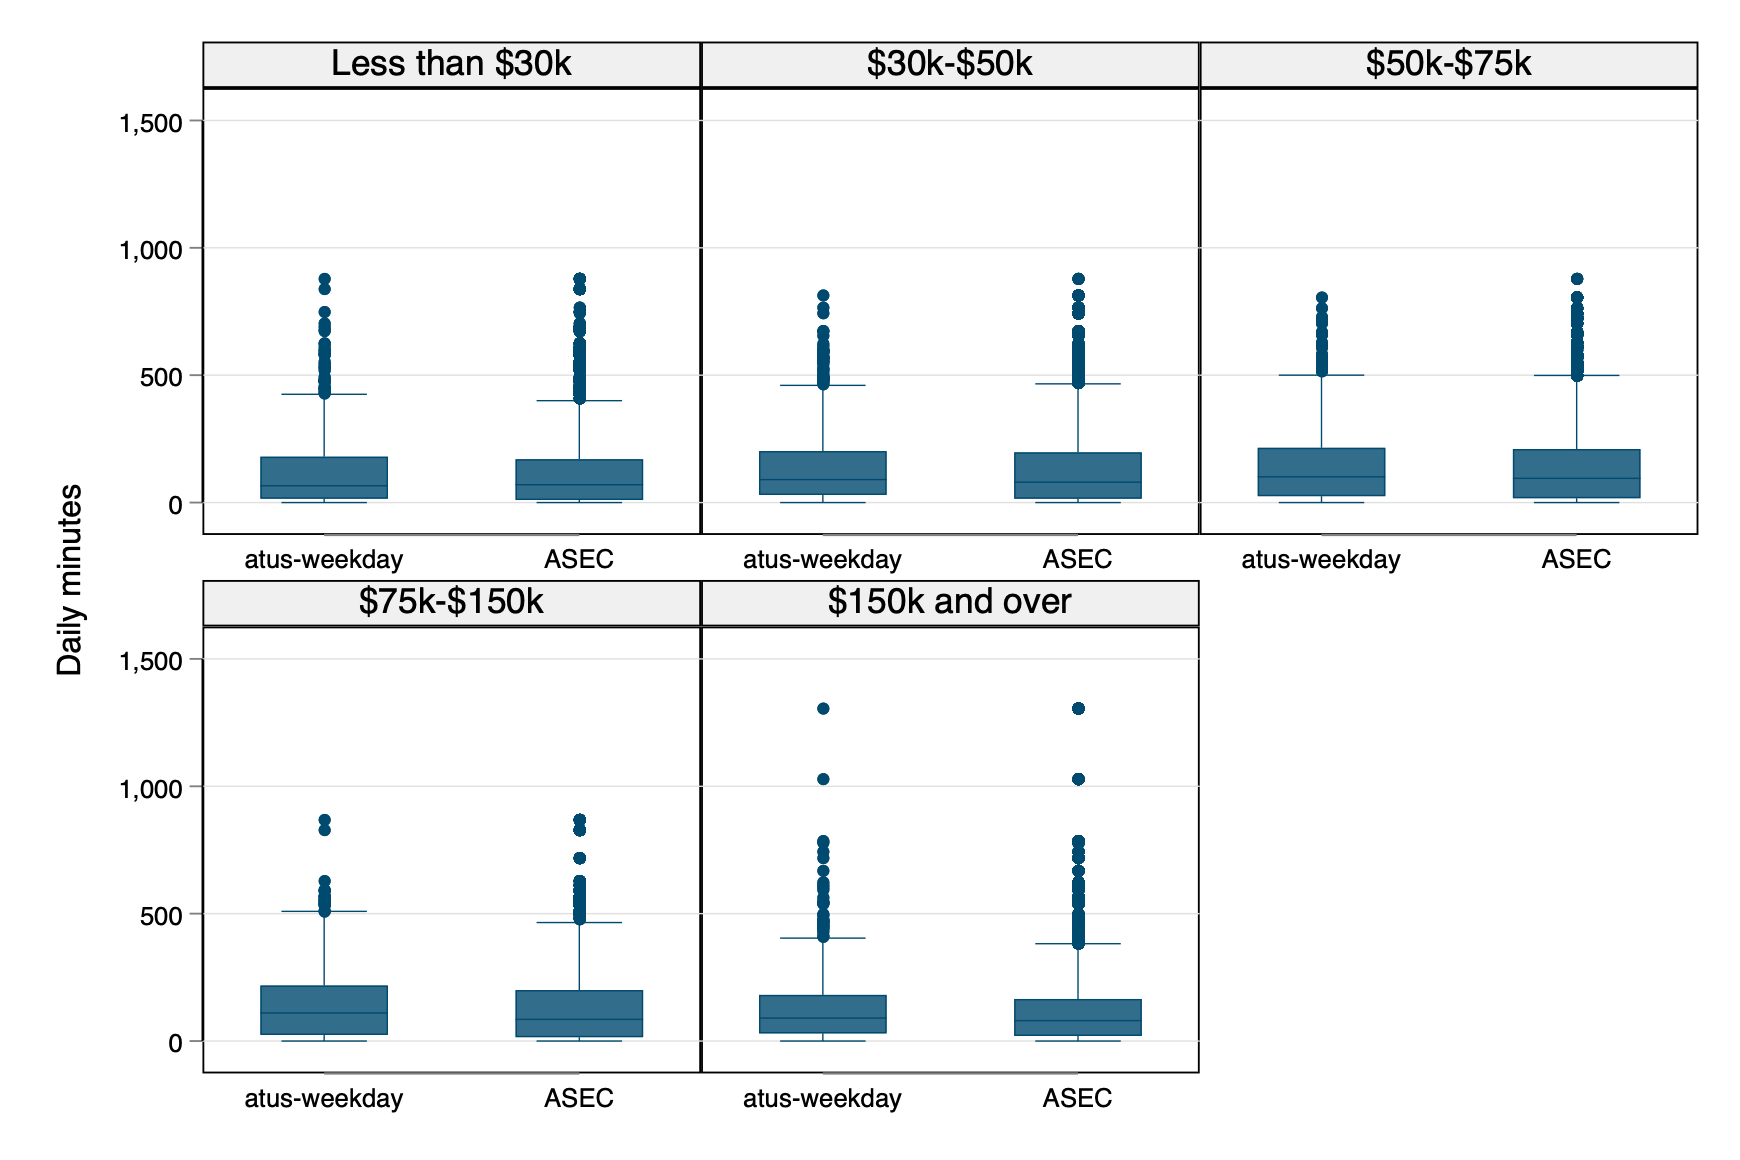 Less than $30k
$30k-$50k
$50k-$75k
1,500
1,000
500
0
atus-weekday
ASEC
atus-weekday
ASEC
atus-weekday
ASEC
Daily minutes
$75k-$150k
$150k and over
1,500
1,000
500
0
atus-weekday
ASEC
atus-weekday
ASEC